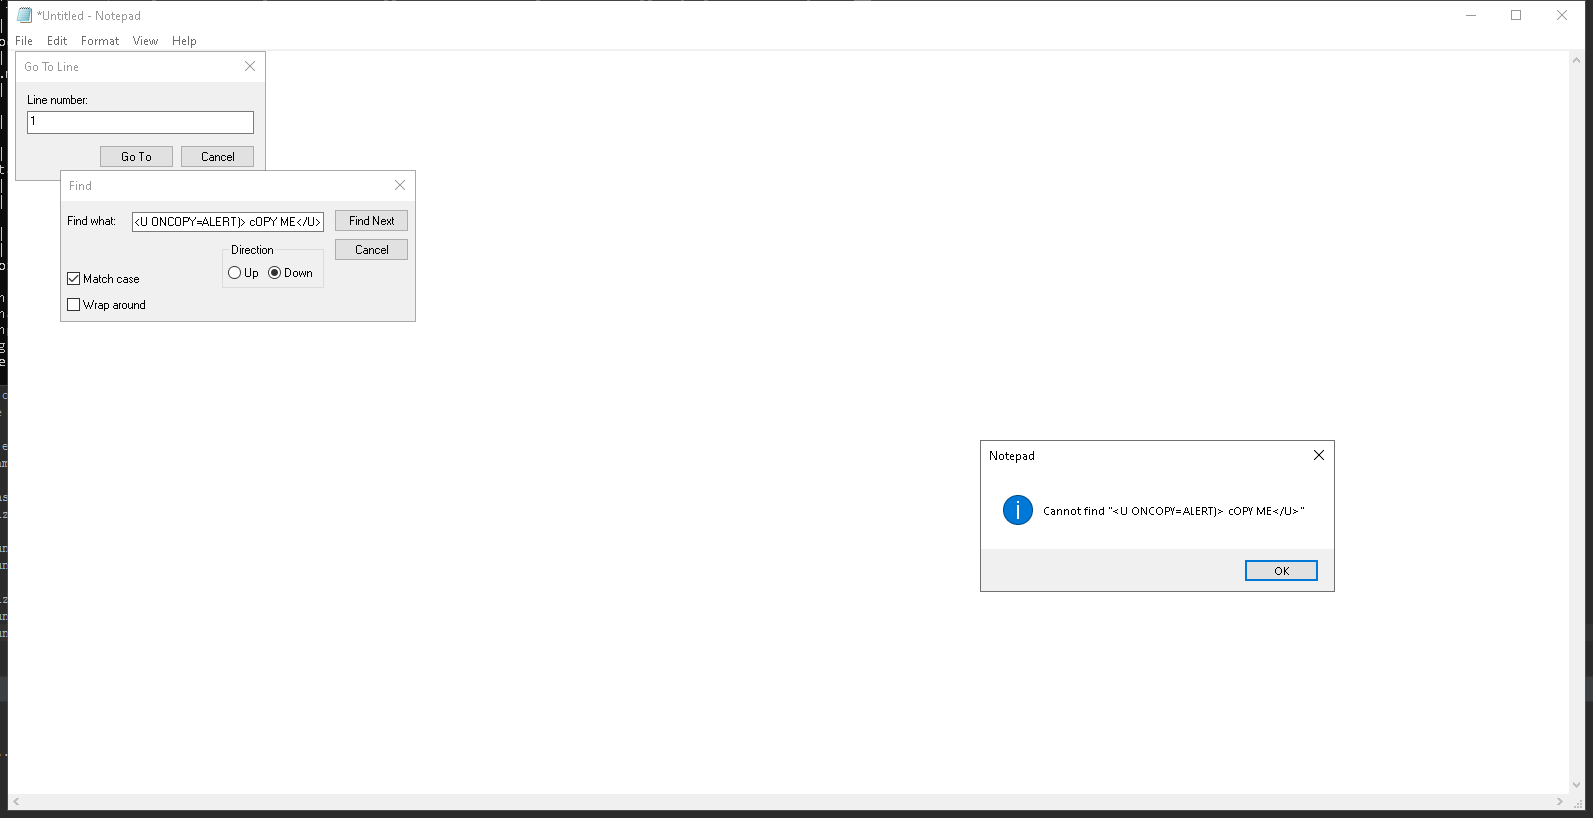 *Untitled - Notepad
File Edit Format View Help
Go To Line
Line number:
1
Go To Cancel
Find
Find what: <U ONCOPY=ALERT)> cOPY ME</U> Find Next
Direction Cancel
Up Down
Match case
Wrap around
Notepad
Cannot find "<U ONCOPY=ALERT)> cOPY ME</U>"
OK